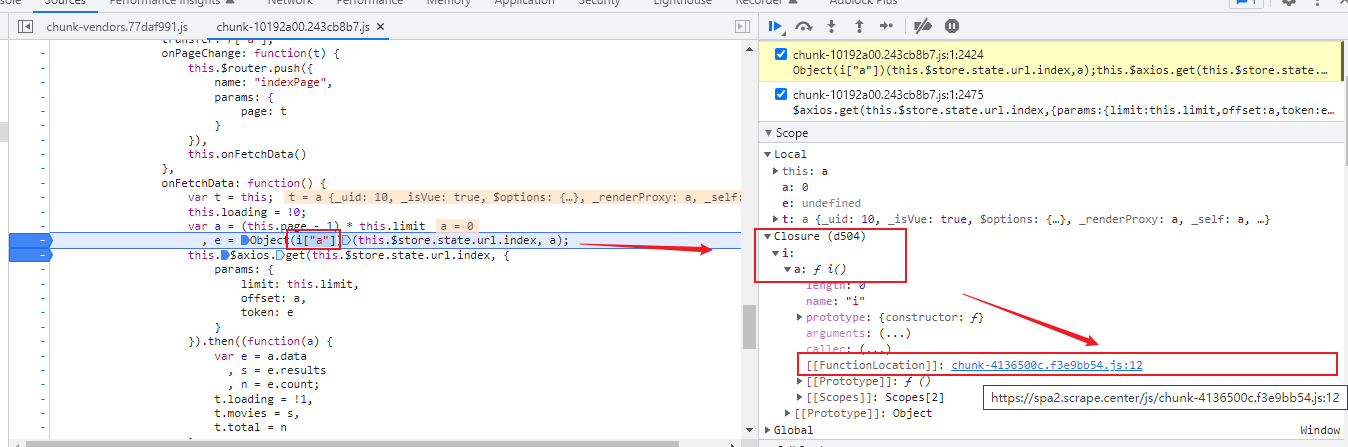 Sources
Network
Performance
Memory
Application
Security
Lighthouse
Recorder
Adblock Plus
1
chunk-vendors.77daf991.js
chunk-10192a00.243cb8b7.js
onPageChange: function(t) {
this.$router.push({
name: "indexPage",
params: {
page: t
}
}),
this.onFetchData()
},
onFetchData: function() {
var t = this; t = a {_uid: 10, _isVue: true, $options: {…}, _renderProxy: a, _self:
this.loading = !0;
var a = (this.page - 1) * this.limit a = 0
, e = Object(i["a"])(this.$store.state.url.index, a);
this.$axios.get(this.$store.state.url.index, {
params: {
limit: this.limit,
offset: a,
token: e
}
}).then((function(a) {
var e = a.data
, s = e.results
, n = e.count;
t.loading = !1,
t.movies = s,
t.total = n
chunk-10192a00.243cb8b7.js:1:2424
Object(i["a"])(this.$store.state.url.index,a);this.$axios.get(this.$store.state.…
chunk-10192a00.243cb8b7.js:1:2475
$axios.get(this.$store.state.url.index,{params:{limit:this.limit,offset:a,token:e…
Scope
Local
this: a
a: 0
e: undefined
t: a {_uid: 10, _isVue: true, $options: {…}, _renderProxy: a, _self: a, …}
Closure (d504)
i:
a: ƒ i()
length: 0
name: "i"
prototype: {constructor: ƒ}
arguments: (...)
caller: (...)
[[FunctionLocation]]: chunk-4136500c.f3e9bb54.js:12
[[Prototype]]: ƒ ()
[[Scopes]]: Scopes[2]
https://spa2.scrape.center/js/chunk-4136500c.f3e9bb54.js:12
[[Prototype]]: Object
Global
Window